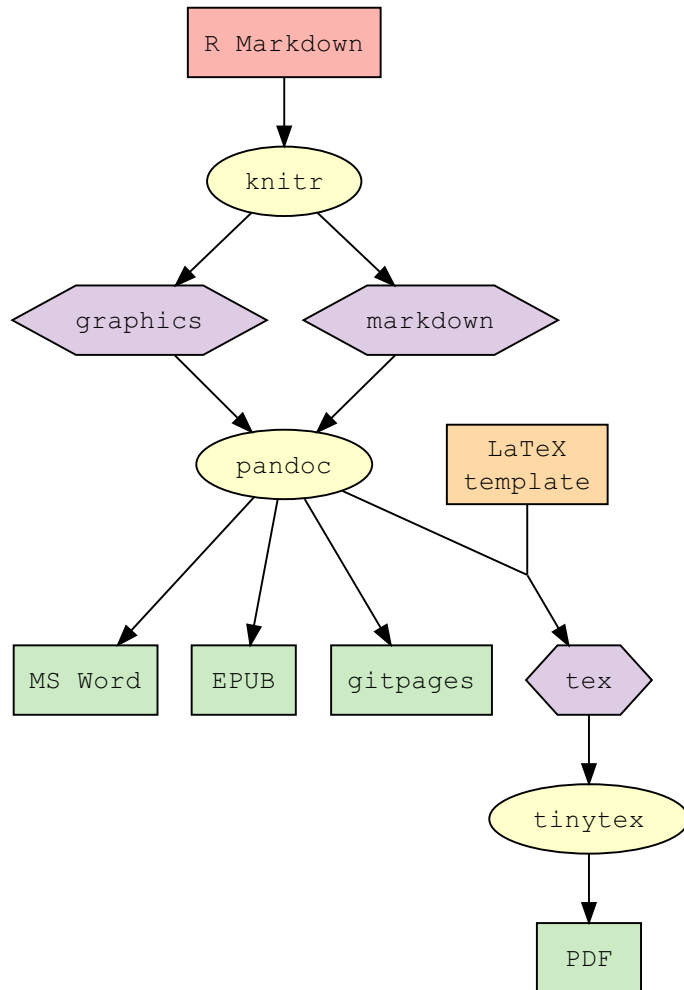 R Markdown
knitr
graphics
markdown
pandoc
LaTeX
template
MS Word
EPUB
gitpages
tex
tinytex
PDF